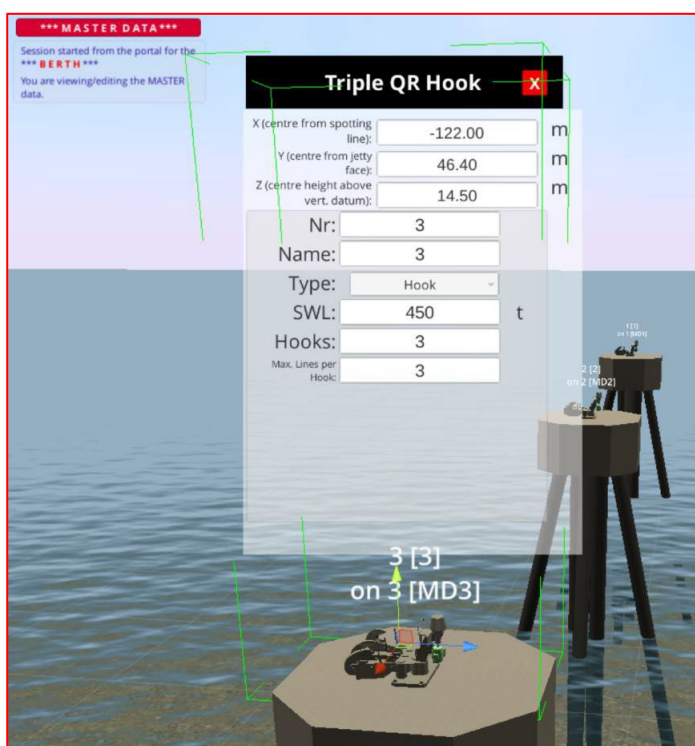 *** MASTER DATA***
Session started from the portal for the
*** BERTH ***
You are viewing/editing the MASTER
data.
Triple QR Hook
X
X (centre from spotting
line):
-122.00
m
Y (centre from jetty
face):
46.40
m
Z (centre height above
vert. datum):
14.50
m
Nr:
3
Name:
3
Type:
Hook
SWL:
450
t
Hooks:
3
Max. Lines per
Hook:
3
1 [1]
on 1 [MD1]
2 [2]
on 2 [MD2]
3 [3]
on 3 [MD3]